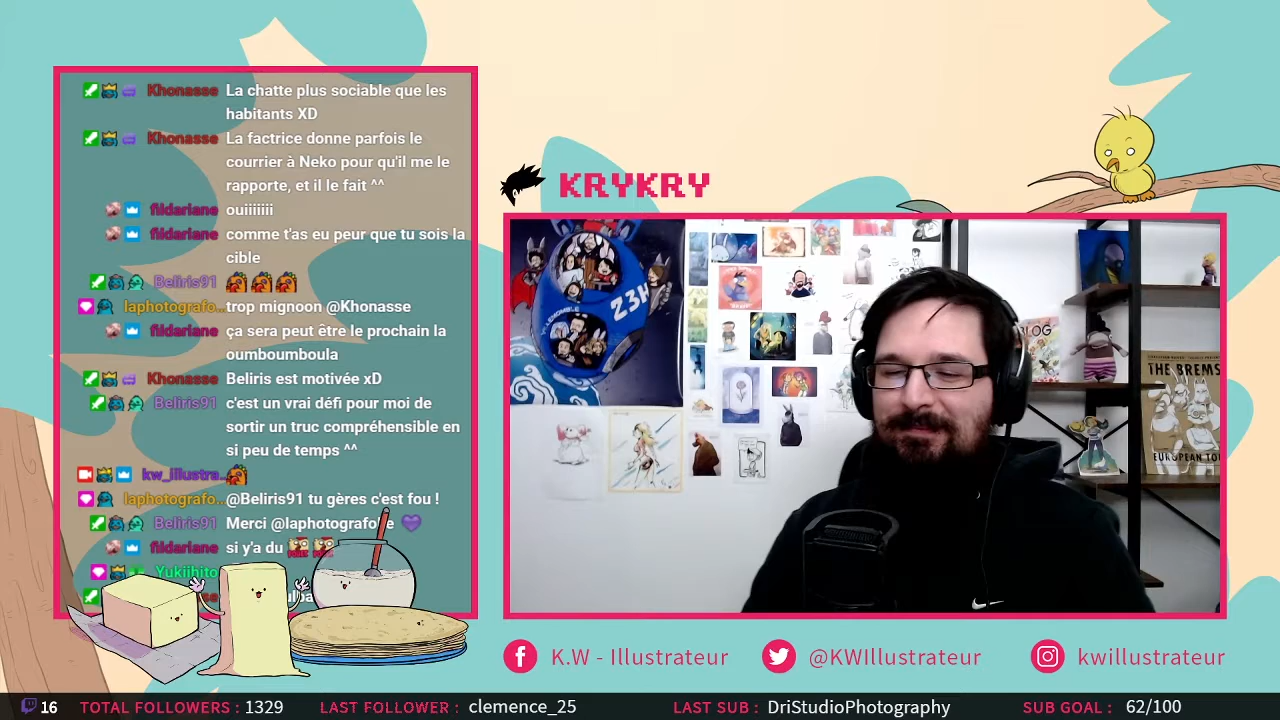 Khonasse La chatte plus sociable que les
habitants XD
Khonasse La factrice donne parfois le
courrier à Neko pour qu'il me le
rapporte, et il le fait ^^
fildariane ouiiiiiii
fildariane comme t'as eu peur que tu sois la
cible
Beliris91
laphotografo... trop mignoon @Khonasse
fildariane ça sera peut être le prochain la
oumboumboula
Khonasse Beliris est motivée xD
Beliris91 c'est un vrai défi pour moi de
sortir un truc compréhensible en
si peu de temps ^^
kw_illustra...
laphotografo... @Beliris91 tu gères c'est fou !
Beliris91 Merci
fildariane si y'a du
Yukiihito
KRYKRY
Z3H
BLOG
THE BREMS
EUROPEAN TO
K.W - Illustrateur
@KWIllustrateur
kwillustrateur
16 TOTAL FOLLOWERS : 1329 LAST FOLLOWER : clemence_25 LAST SUB : DriStudioPhotography SUB GOAL : 62/100